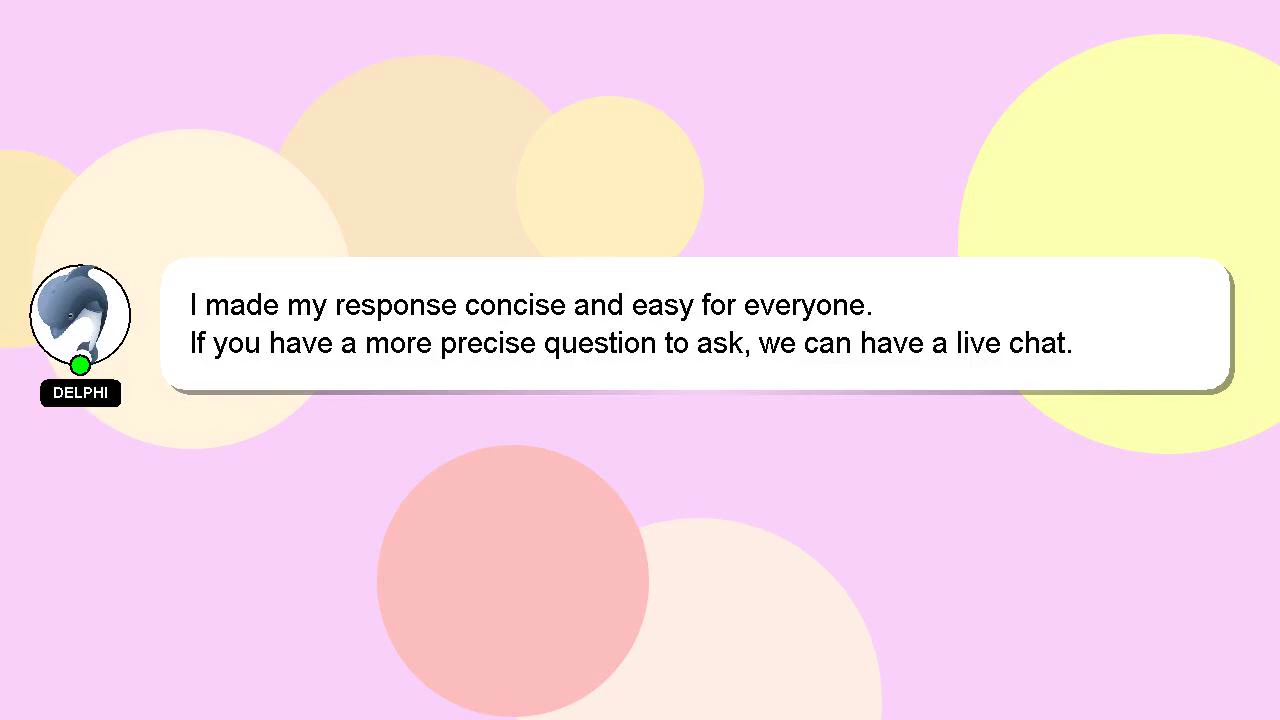 I made my response concise and easy for everyone.
If you have a more precise question to ask, we can have a live chat.
DELPHI